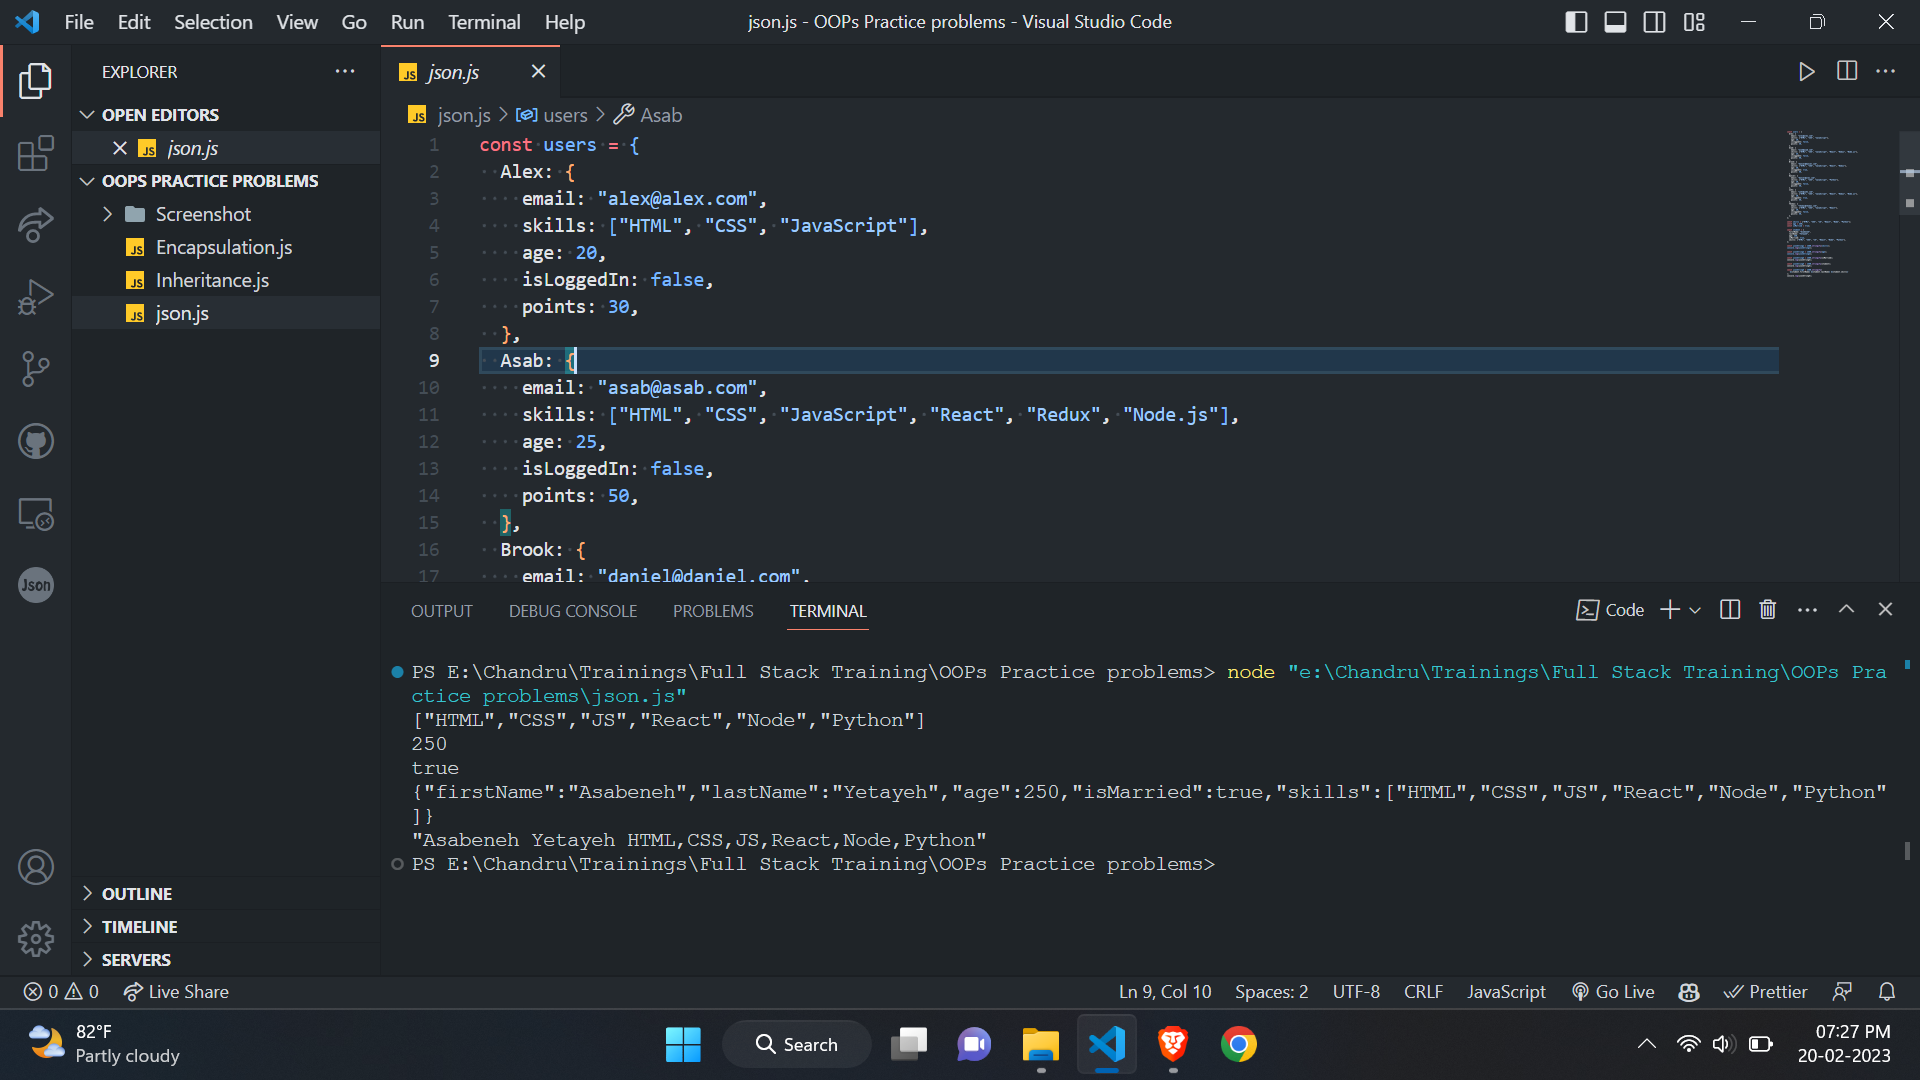 File Edit Selection View Go Run Terminal Help
json.js - OOPs Practice problems - Visual Studio Code
EXPLORER
OPEN EDITORS
JS json.js
OOPS PRACTICE PROBLEMS
Screenshot
JS Encapsulation.js
JS Inheritance.js
JS json.js
Json
OUTLINE
TIMELINE
SERVERS
JS json.js
JS json.js > users > Asab
1 const users = {
2 Alex: {
3 email: "alex@alex.com",
4 skills: ["HTML", "CSS", "JavaScript"],
5 age: 20,
6 isLoggedIn: false,
7 points: 30,
8 },
9 Asab: {
10 email: "asab@asab.com",
11 skills: ["HTML", "CSS", "JavaScript", "React", "Redux", "Node.js"],
12 age: 25,
13 isLoggedIn: false,
14 points: 50,
15 },
16 Brook: {
17 email: "daniel@daniel.com",
OUTPUT DEBUG CONSOLE PROBLEMS TERMINAL
Code
PS E:\Chandru\Trainings\Full Stack Training\OOPs Practice problems> node "e:\Chandru\Trainings\Full Stack Training\OOPs Pra
ctice problems\json.js"
["HTML","CSS","JS","React","Node","Python"]
250
true
{"firstName":"Asabeneh","lastName":"Yetayeh","age":250,"isMarried":true,"skills":["HTML","CSS","JS","React","Node","Python"
]}
"Asabeneh Yetayeh HTML,CSS,JS,React,Node,Python"
PS E:\Chandru\Trainings\Full Stack Training\OOPs Practice problems>
0 0 Live Share
Ln 9, Col 10 Spaces: 2 UTF-8 CRLF JavaScript Go Live Prettier
82°F
Partly cloudy
Search
07:27 PM
20-02-2023